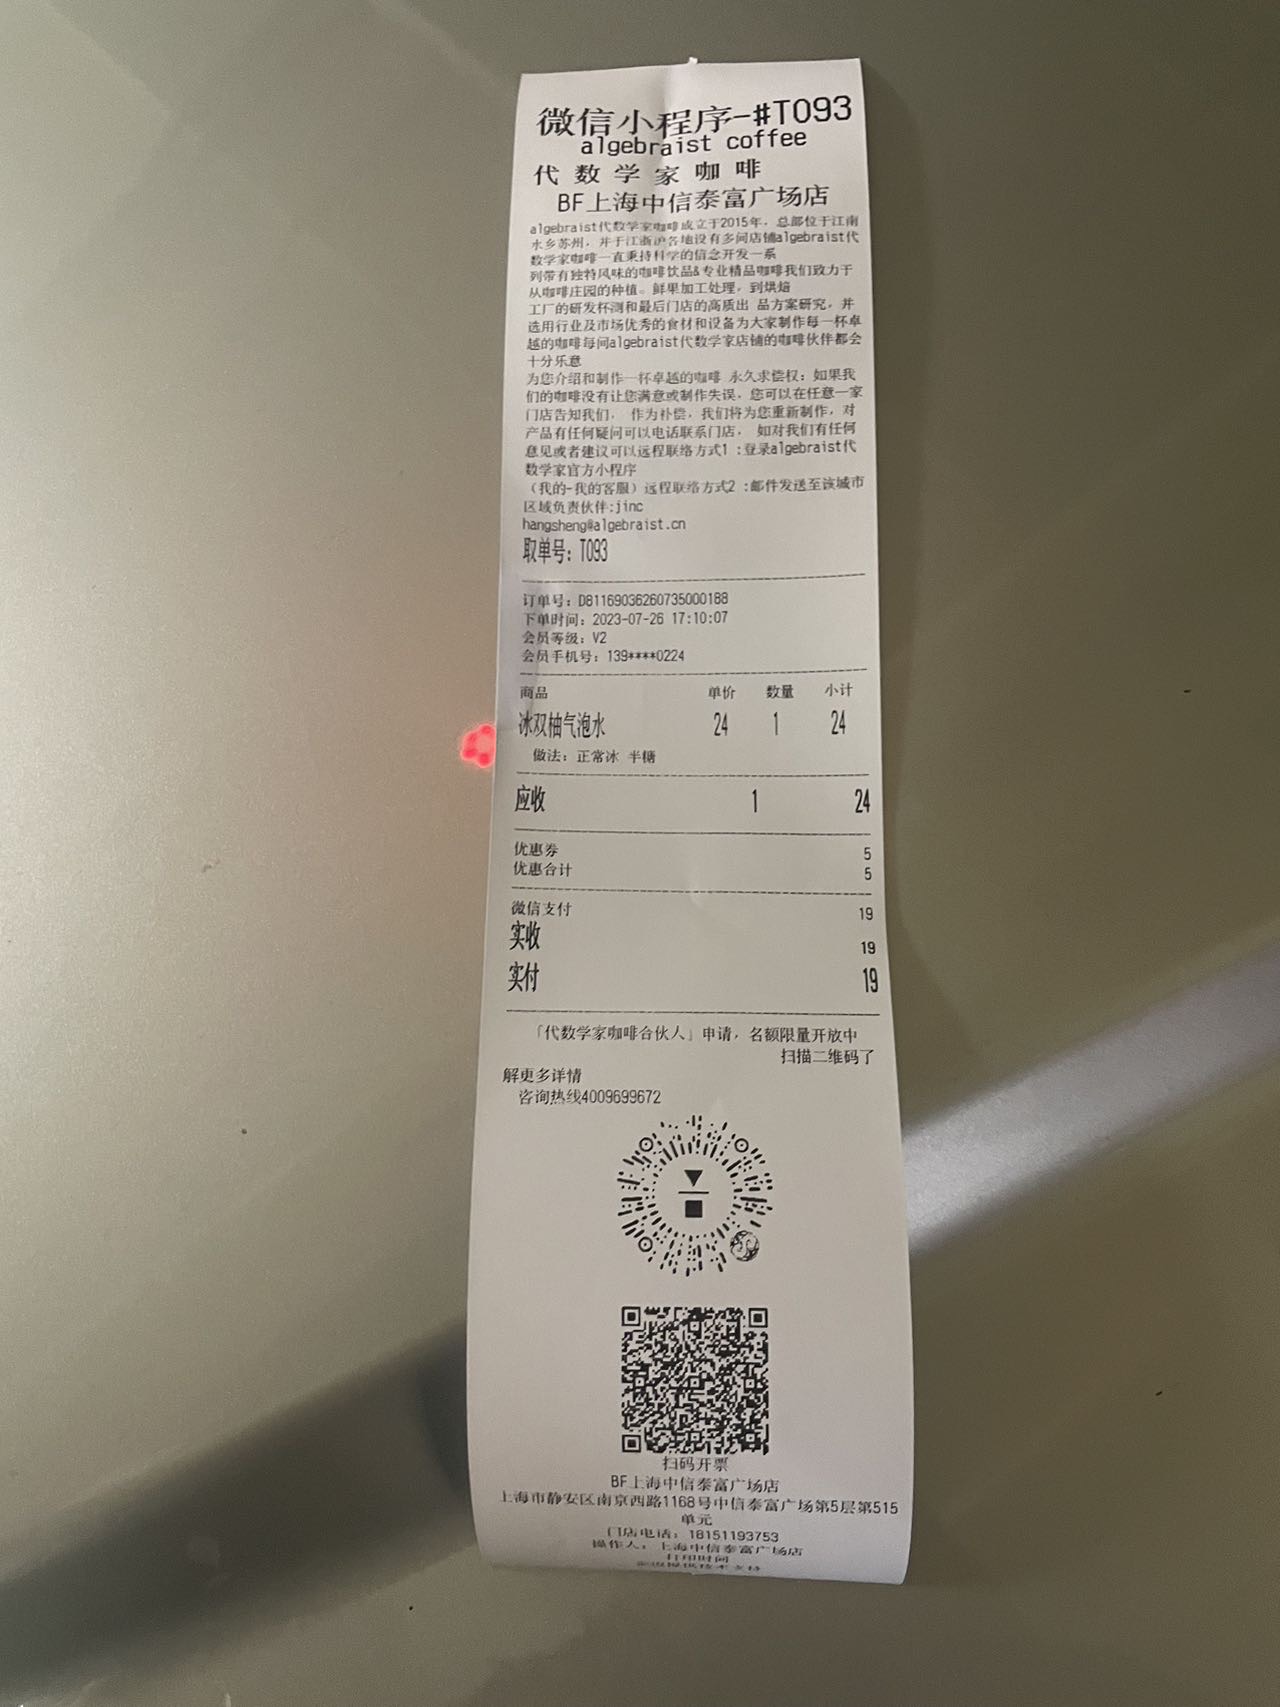 微信小程序-#T093
algebraist coffee
代数学家咖啡
BF上海中信泰富广场店
algebraist代数学家咖啡成立于2015年，总部位于江南
水乡苏州，并于江浙沪各地设有多间店铺algebraist代
数学家咖啡一直秉持科学的信念开发一系
列带有独特风味的咖啡饮品&专业精品咖啡我们致力于
从咖啡庄园的种植。鲜果加工处理，到烘焙
工厂的研发杯测和最后门店的高质出 品方案研究，并
选用行业及市场优秀的食材和设备为大家制作每一杯卓
越的咖啡每间algebraist代数学家店铺的咖啡伙伴都会
十分乐意
为您介绍和制作一杯卓越的咖啡 永久求偿权：如果我
们的咖啡没有让您满意或制作失误，您可以在任意一家
门店告知我们， 作为补偿，我们将为您重新制作，对
产品有任何疑问可以电话联系门店， 如对我们有任何
意见或者建议可以远程联络方式1 :登录algebraist代
数学家官方小程序
（我的-我的客服）远程联络方式2 :邮件发送至该城市
区域负责伙伴:jinc
hangsheng@algebraist.cn
取单号：T093
订单号：D81169036260735000188
下单时间：2023-07-26 17:10:07
会员等级：V2
会员手机号：139****0224
商品 单价 数量 小计
冰双柚气泡水 24 1 24
做法：正常冰 半糖
应收 1 24
优惠券 5
优惠合计 5
微信支付 19
实收 19
实付 19
「代数学家咖啡合伙人」申请，名额限量开放中
扫描二维码了
解更多详情
咨询热线4009699672
扫码开票
BF上海中信泰富广场店
上海市静安区南京西路1168号中信泰富广场第5层第515
单元
门店电话：18151193753
操作人：上海中信泰富广场店
打印时间